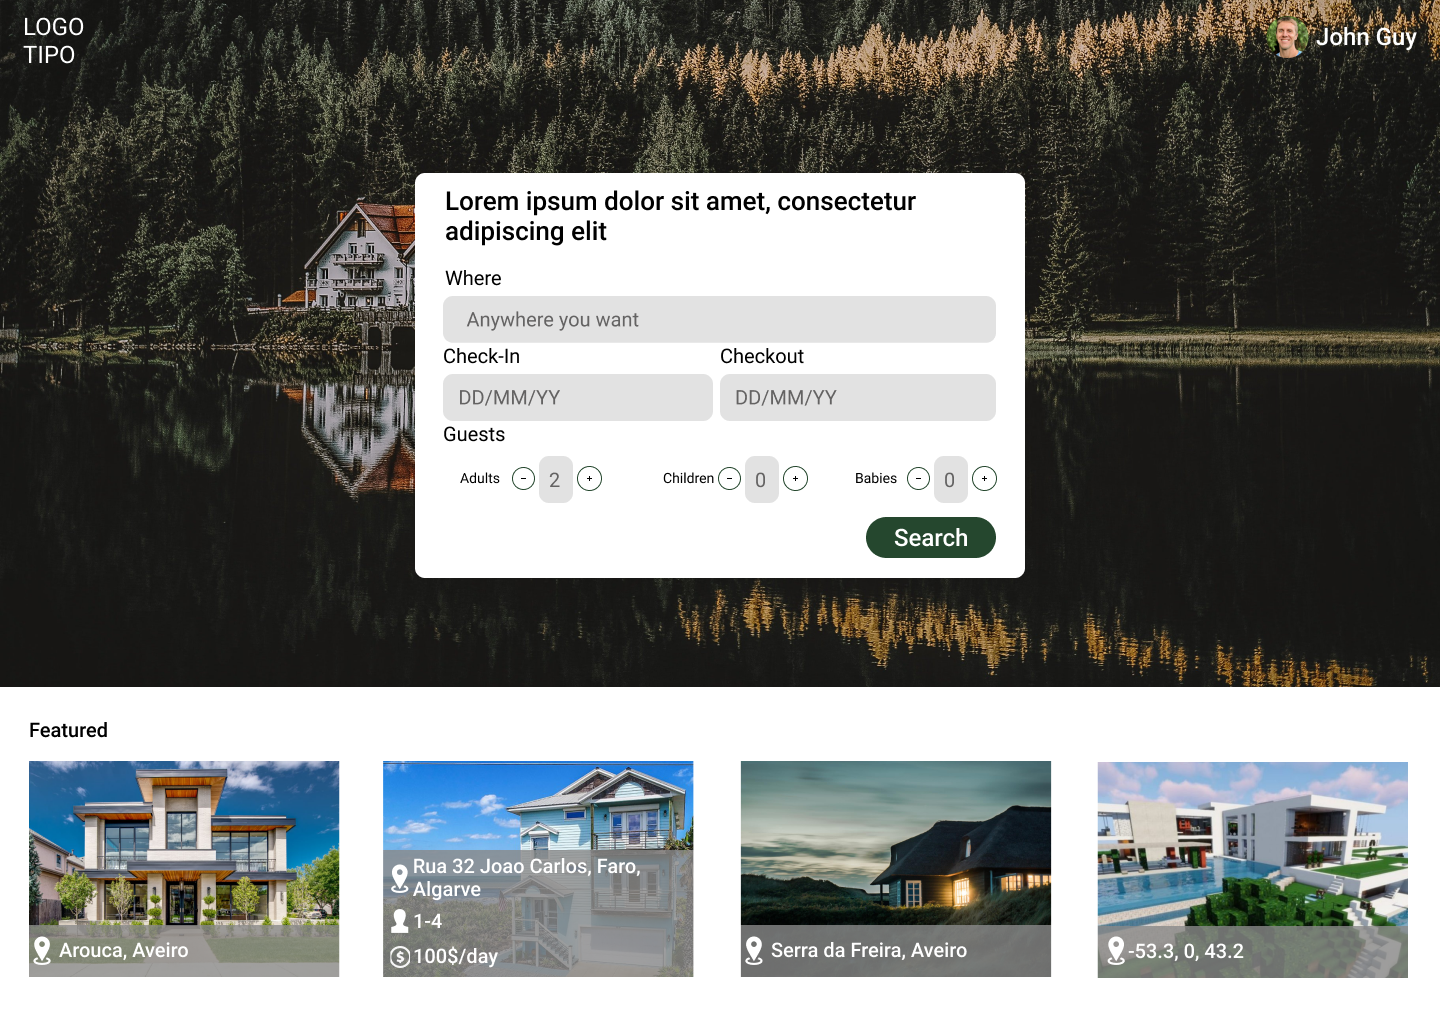 LOGO
TIPO
John Guy
Lorem ipsum dolor sit amet, consectetur
adipiscing elit
Where
Anywhere you want
Check-In Checkout
DD/MM/YY DD/MM/YY
Guests
Adults - 2 + Children - 0 + Babies - 0 +
Search
Featured
Arouca, Aveiro
Rua 32 Joao Carlos, Faro,
Algarve
1-4
100$/day
Serra da Freira, Aveiro
-53.3, 0, 43.2